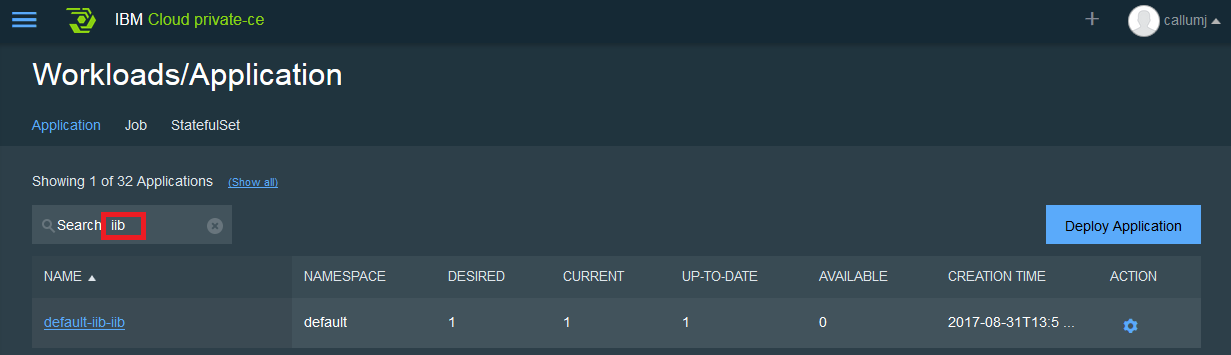 IBM Cloud private-ce
+ callumj
Workloads/Application
Application Job StatefulSet
Showing 1 of 32 Applications (Show all)
Search iib
Deploy Application
NAME NAMESPACE DESIRED CURRENT UP-TO-DATE AVAILABLE CREATION TIME ACTION
default-iib-iib default 1 1 1 0 2017-08-31T13:5 ...